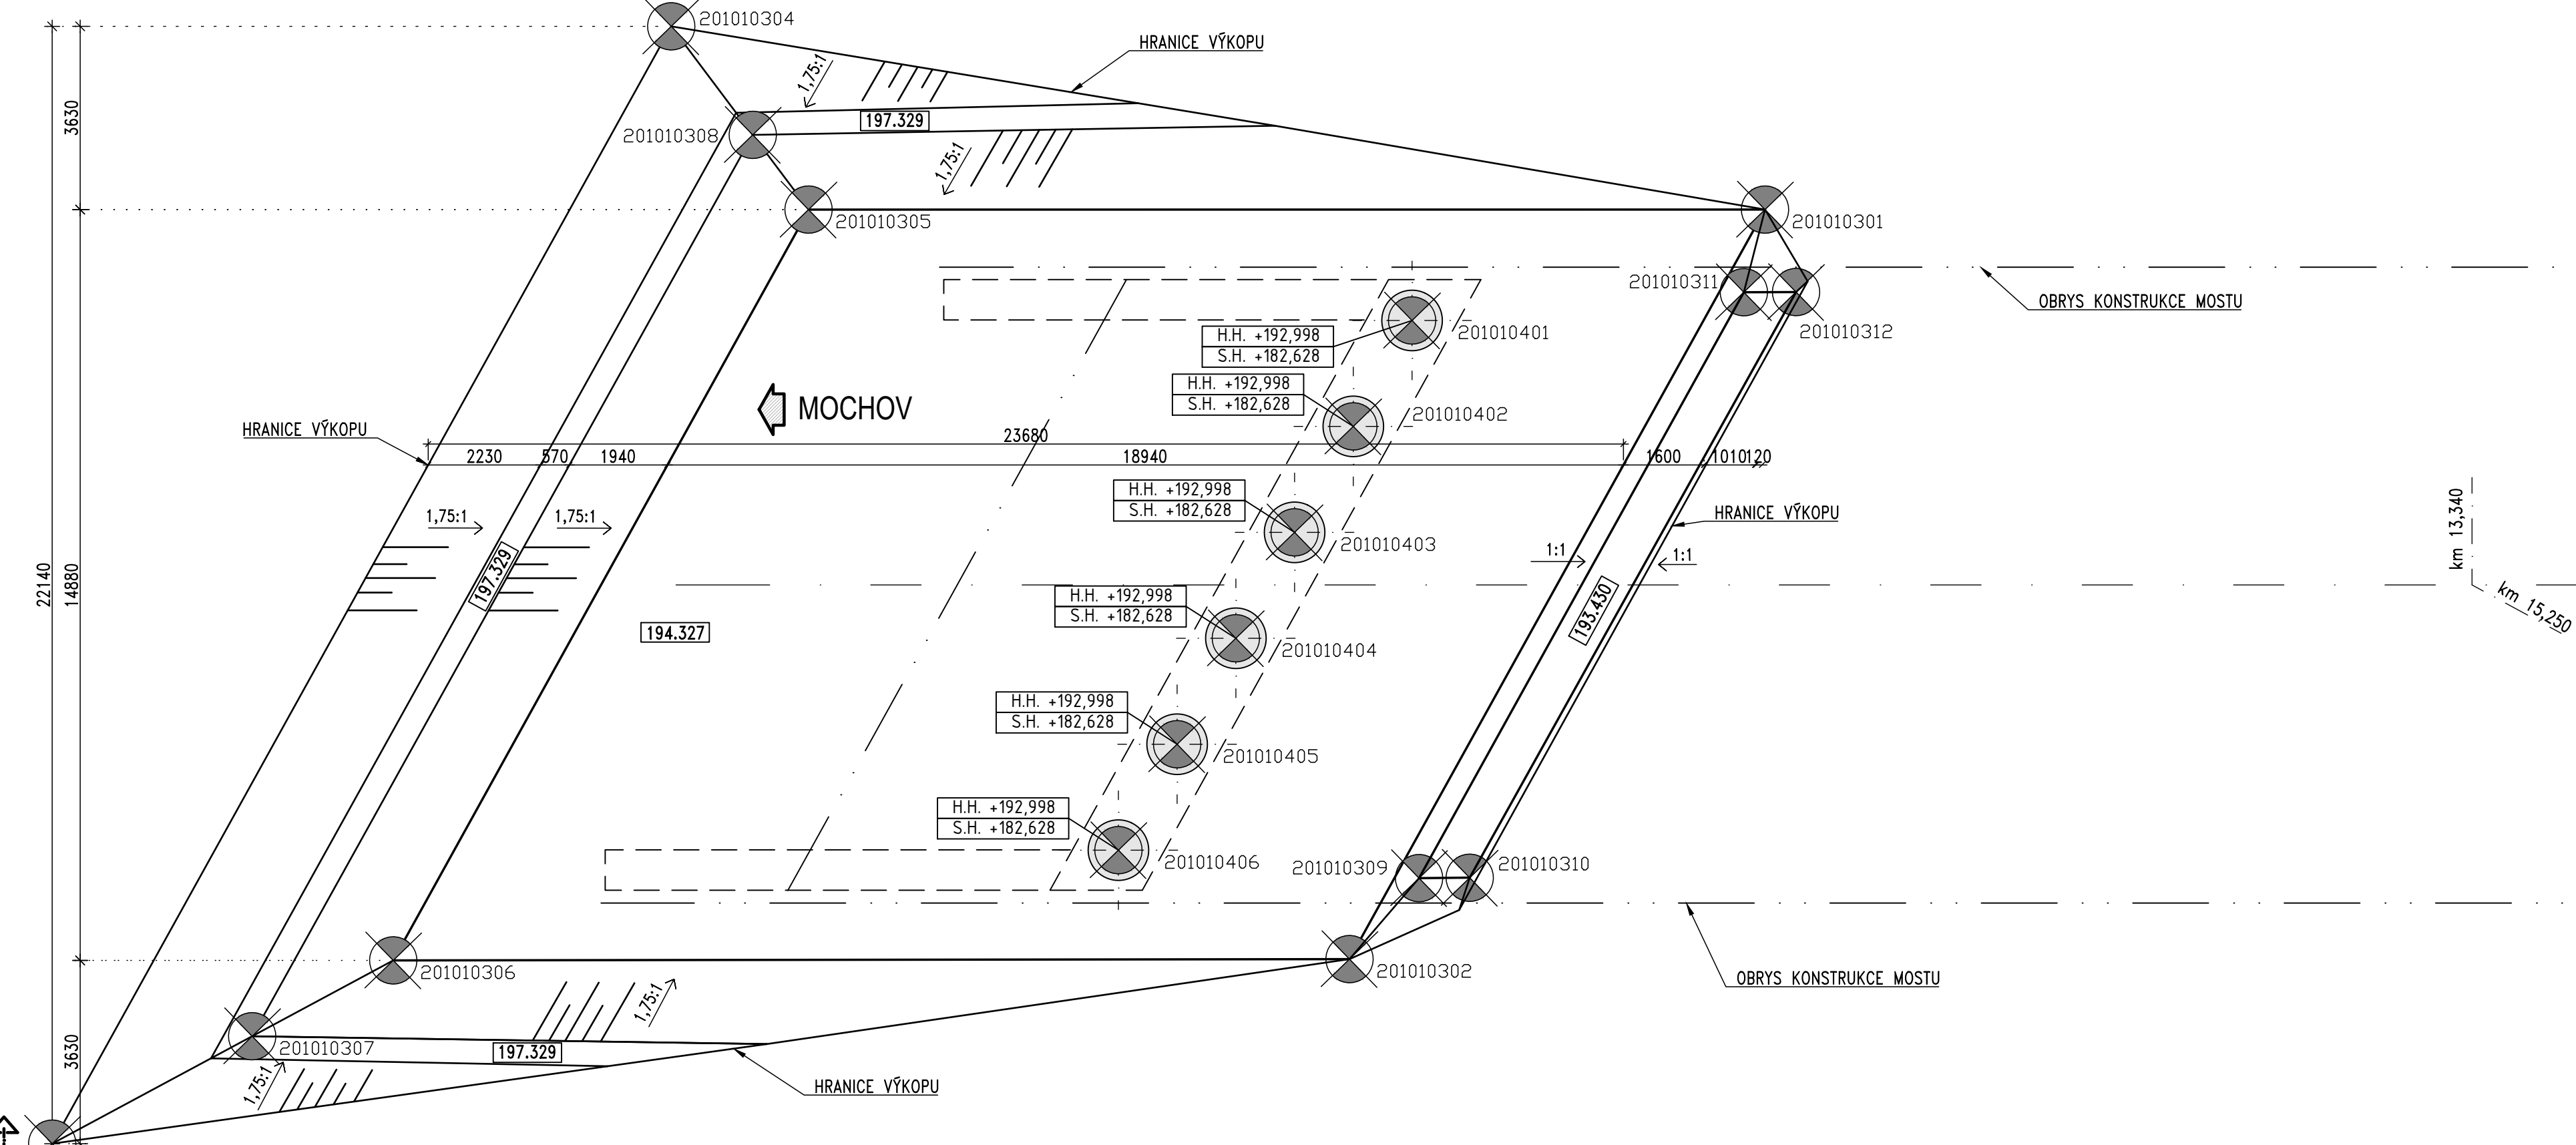 201010304
HRANICE VÝKOPU
1,75:1
3630
197.329
201010308
1,75:1
201010305
201010301
201010311
OBRYS KONSTRUKCE MOSTU
201010312
H.H. +192,998
S.H. +182,628
201010401
H.H. +192,998
S.H. +182,628
MOCHOV
201010402
HRANICE VÝKOPU
23680
2230
570
1940
18940
1600
1010
120
H.H. +192,998
S.H. +182,628
HRANICE VÝKOPU
1,75:1
1,75:1
201010403
1:1
1:1
km 13,340
km 15,250
22140
14880
197.329
H.H. +192,998
S.H. +182,628
193.430
194.327
201010404
H.H. +192,998
S.H. +182,628
201010405
H.H. +192,998
S.H. +182,628
201010406
201010309
201010310
201010306
201010302
OBRYS KONSTRUKCE MOSTU
1,75:1
201010307
197.329
3630
1,75:1
HRANICE VÝKOPU